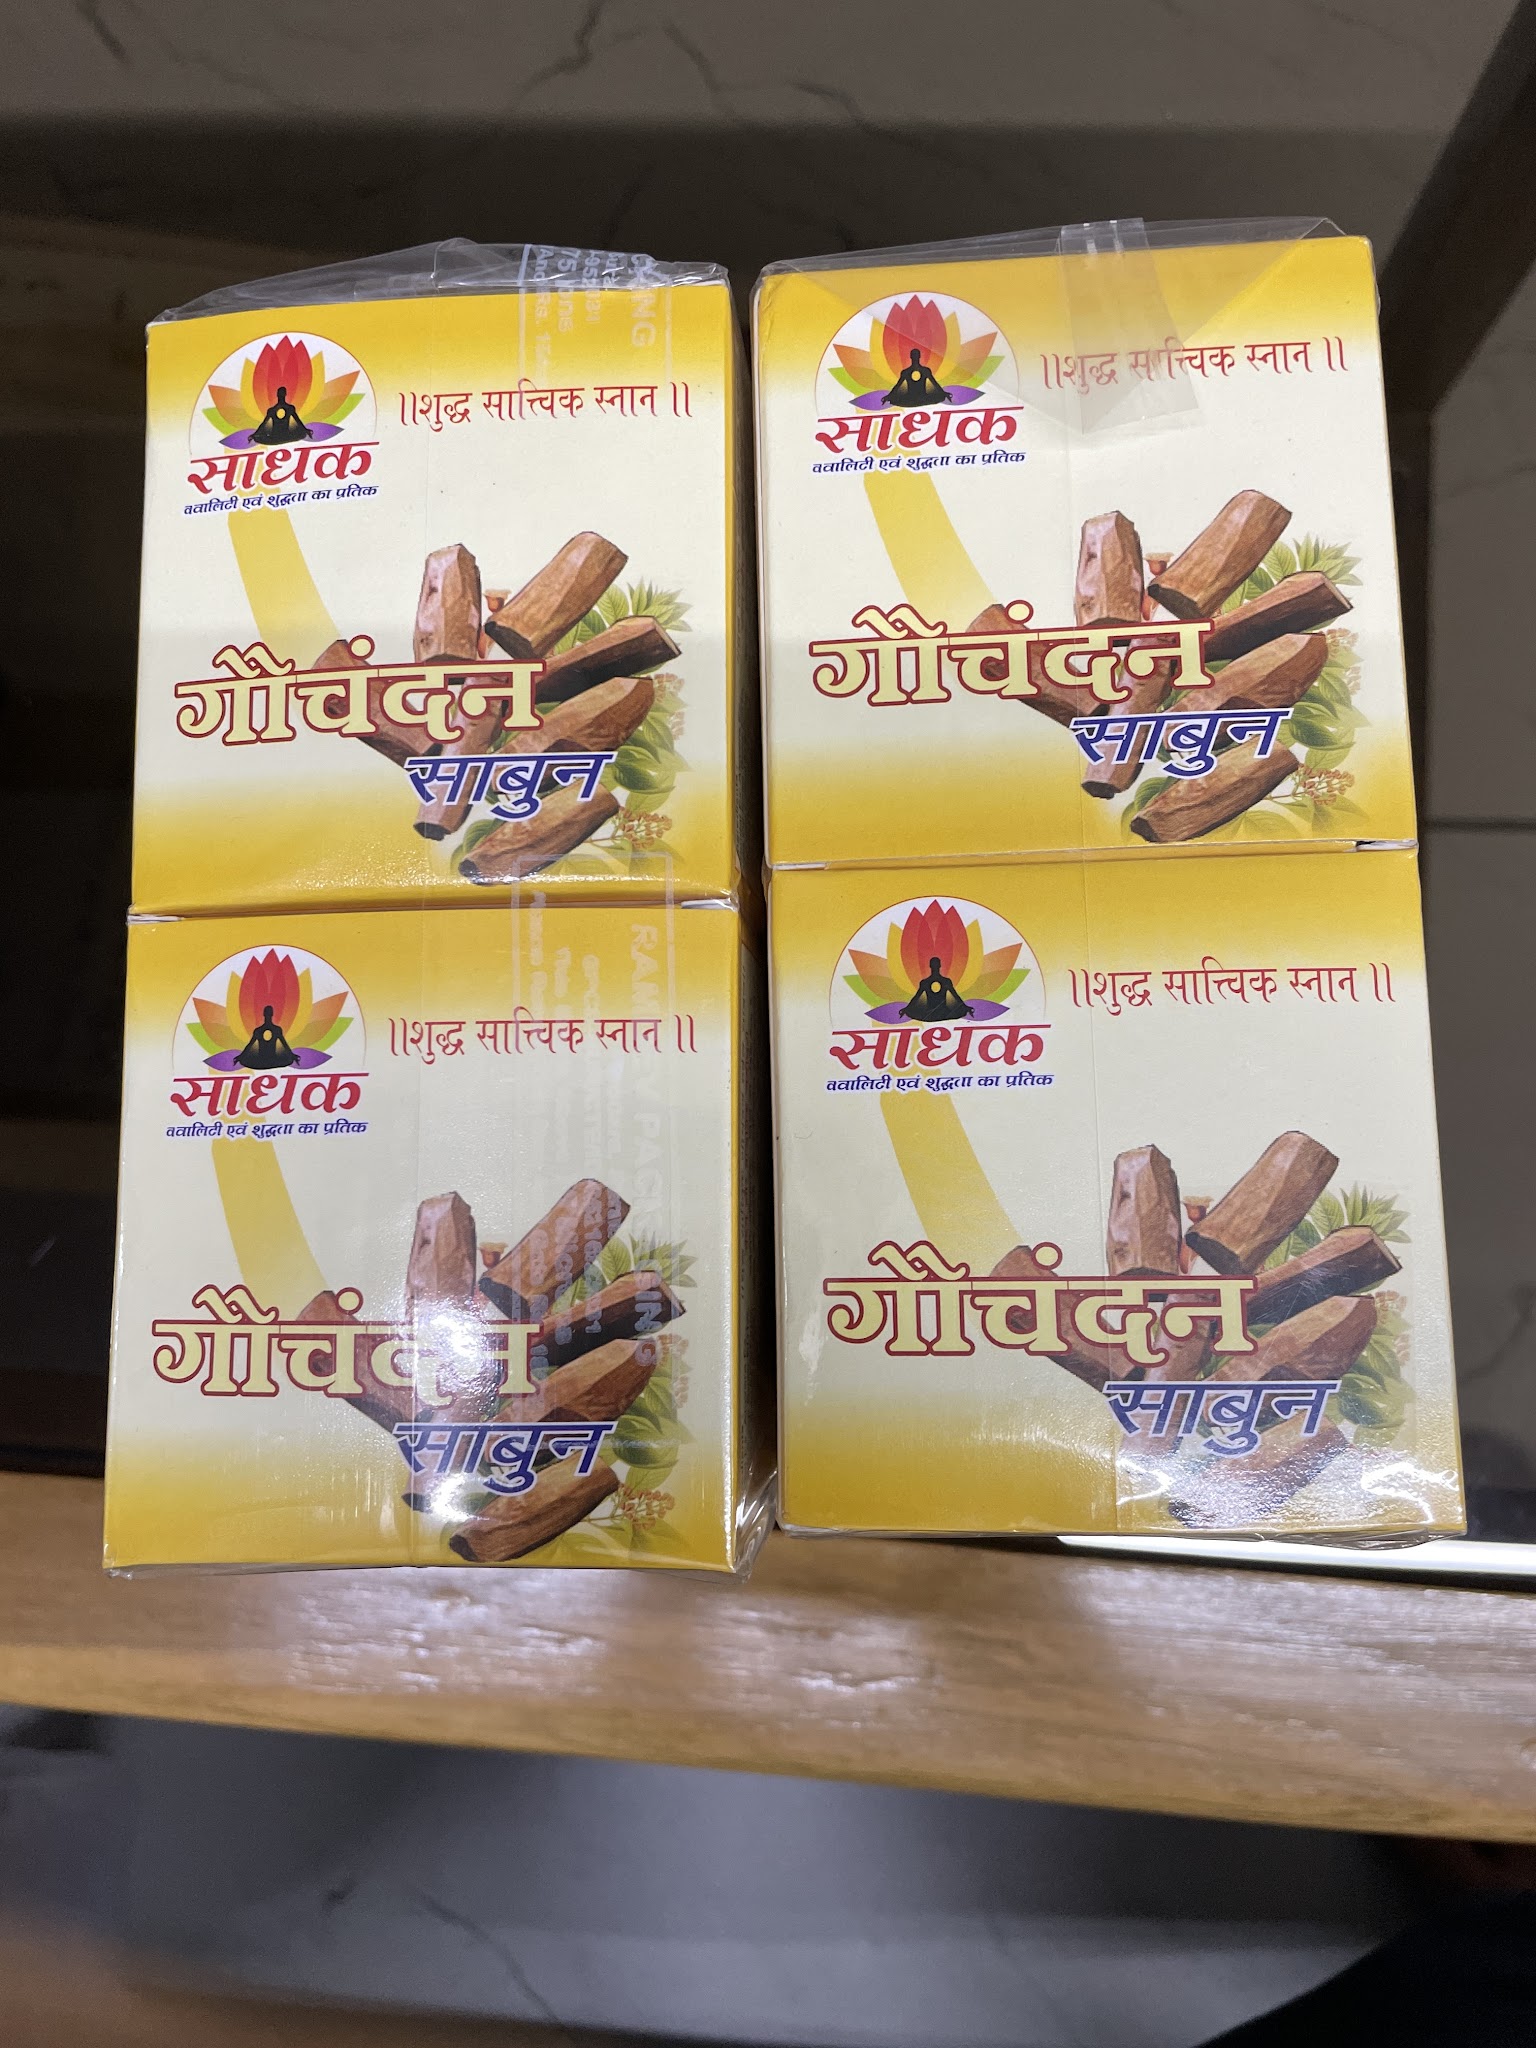 ॥शुद्ध सात्त्विक स्नान॥
साधक
क्वालिटी एवं शुद्धता का प्रतिक
गौचंदन
साबुन
॥शुद्ध सात्त्विक स्नान॥
साधक
क्वालिटी एवं शुद्धता का प्रतिक
गौचंदन
साबुन
॥शुद्ध सात्त्विक स्नान॥
साधक
क्वालिटी एवं शुद्धता का प्रतिक
गौचंदन
साबुन
॥शुद्ध सात्त्विक स्नान॥
साधक
क्वालिटी एवं शुद्धता का प्रतिक
गौचंदन
साबुन